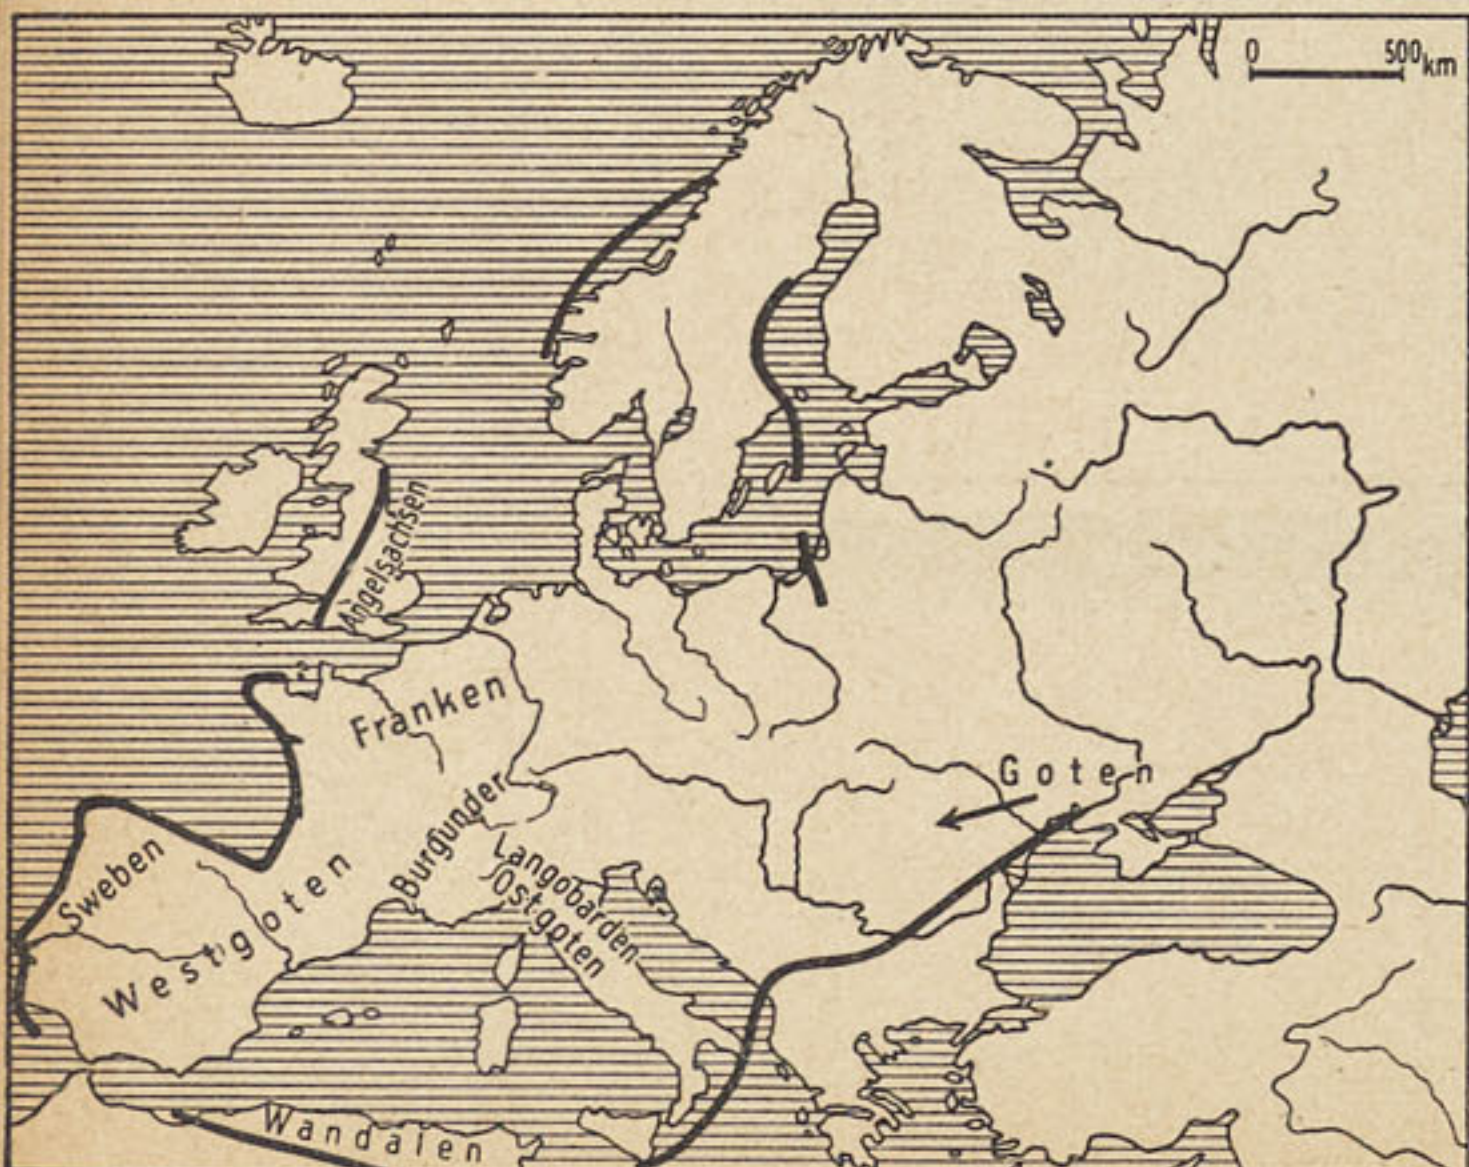 0 500km
Angelsachsen
Franken
Goten
Burgunder
Sweben
Langobarden
Ostgoten
Westgoten
Wandalen